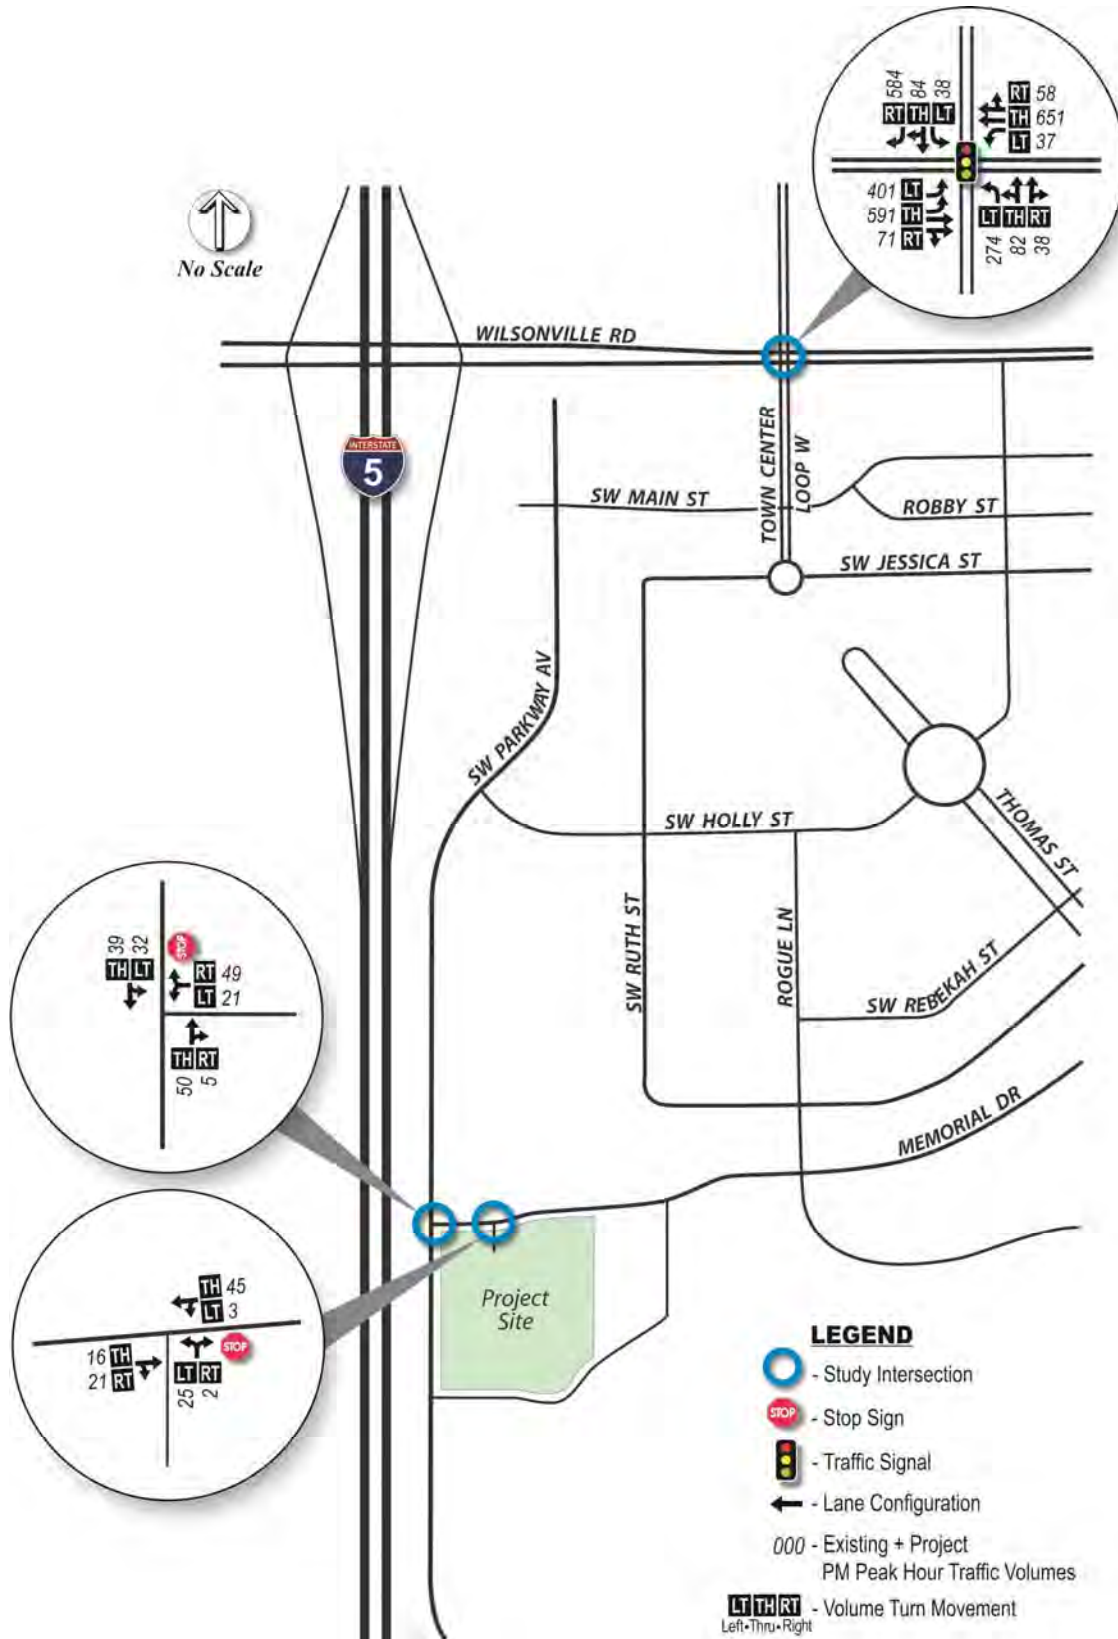 584 84 38
RT TH LT
RT 58
TH 651
LT 37
401 LT
591 TH
71 RT
LT TH RT
274 82 38
No Scale
WILSONVILLE RD
INTERSTATE
5
TOWN CENTER
LOOP W
SW MAIN ST
ROBBY ST
SW JESSICA ST
SW PARKWAY AV
SW HOLLY ST
THOMAS ST
SW RUTH ST
ROGUE LN
SW REBEKAH ST
MEMORIAL DR
39 32
TH LT
STOP
RT 49
LT 21
TH RT
50 5
TH 45
LT 3
16 TH
21 RT
LT RT
25 2
STOP
Project
Site
LEGEND
- Study Intersection
STOP - Stop Sign
- Traffic Signal
- Lane Configuration
000 - Existing + Project
PM Peak Hour Traffic Volumes
LT TH RT - Volume Turn Movement
Left•Thru•Right